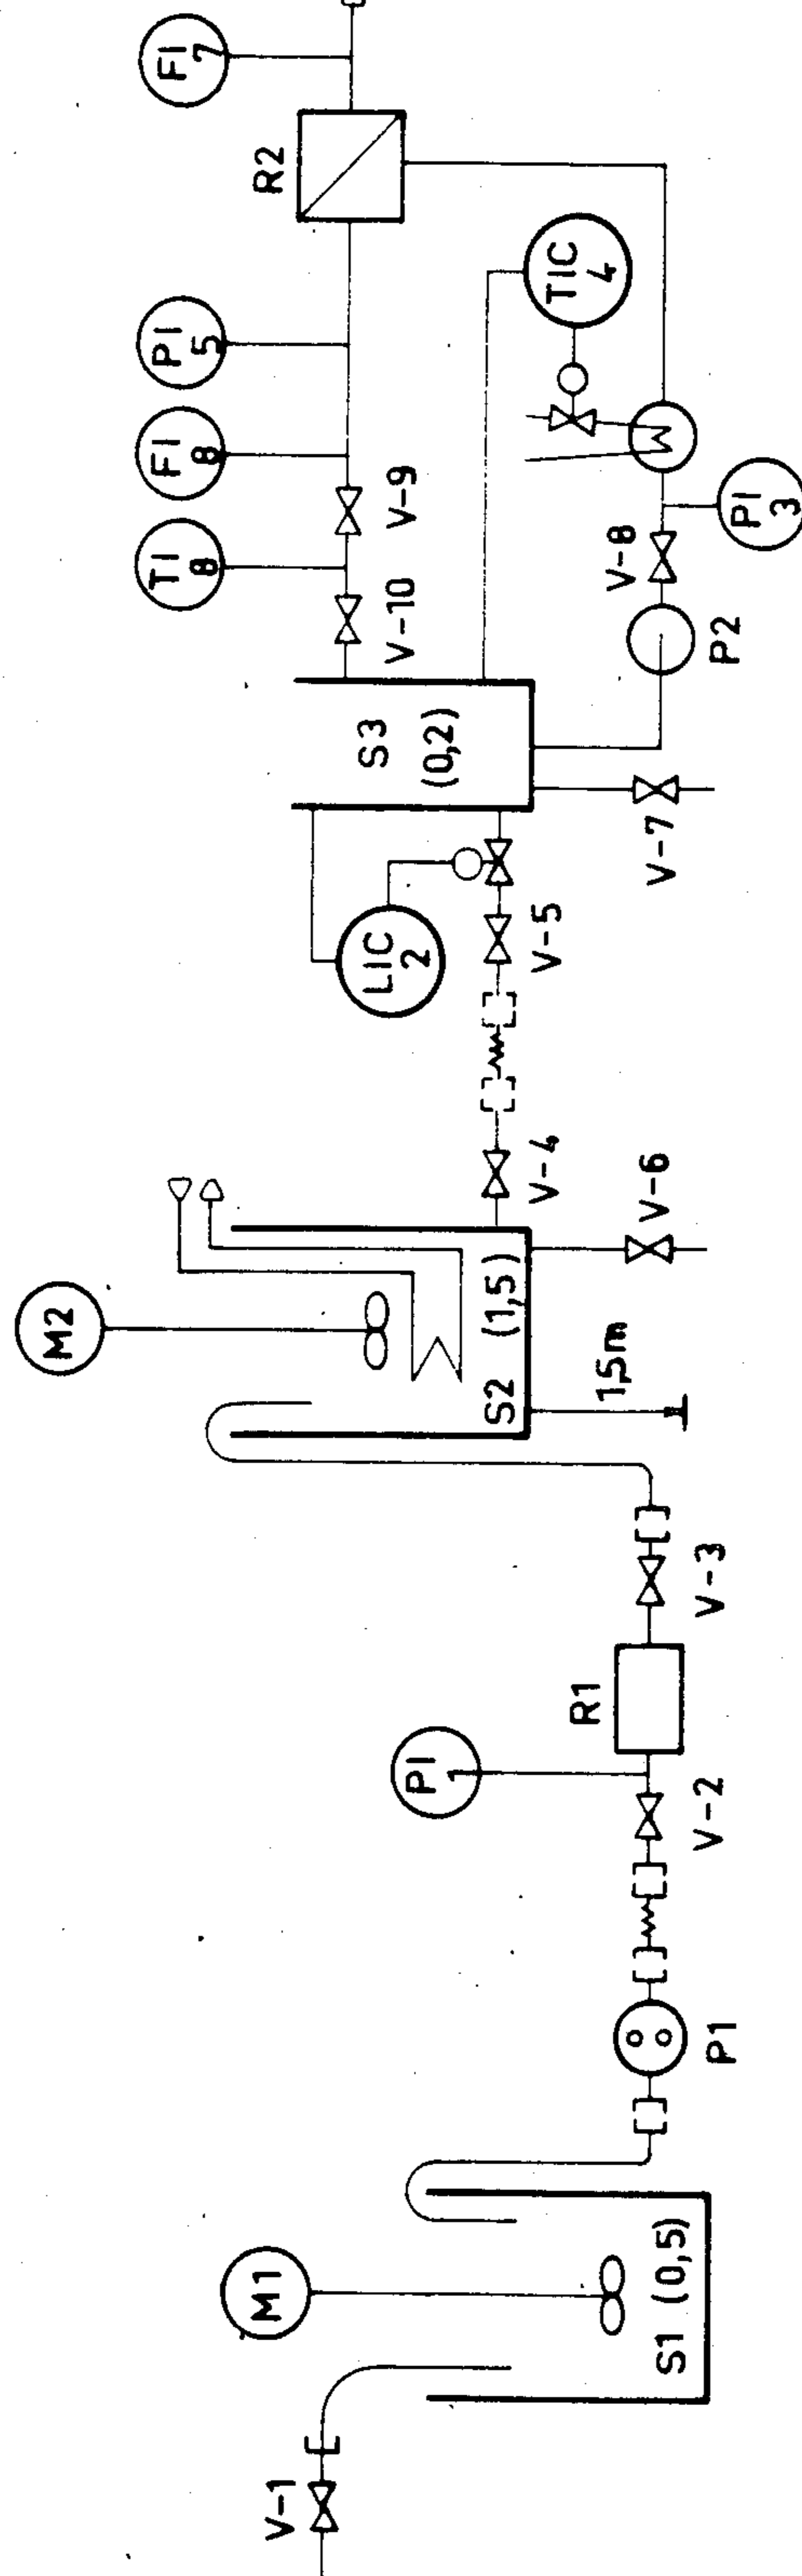 V-1
M1
S1 (0,5)
P1
V-2
PI
1
R1
V-3
M2
S2 (1,5)
1,5m
V-6
V-4
LIC
2
V-5
V-7
S3
(0,2)
P2
V-8
PI
3
V-10
V-9
TI
8
FI
8
PI
5
TIC
4
R2
FI
7